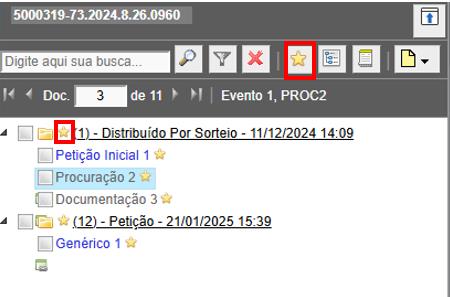 5000319-73.2024.8.26.0960
Digite aqui sua busca...
Doc. 3 de 11 | Evento 1, PROC2
(1) - Distribuído Por Sorteio - 11/12/2024 14:09
Petição Inicial 1
Procuração 2
Documentação 3
(12) - Petição - 21/01/2025 15:39
Genérico 1